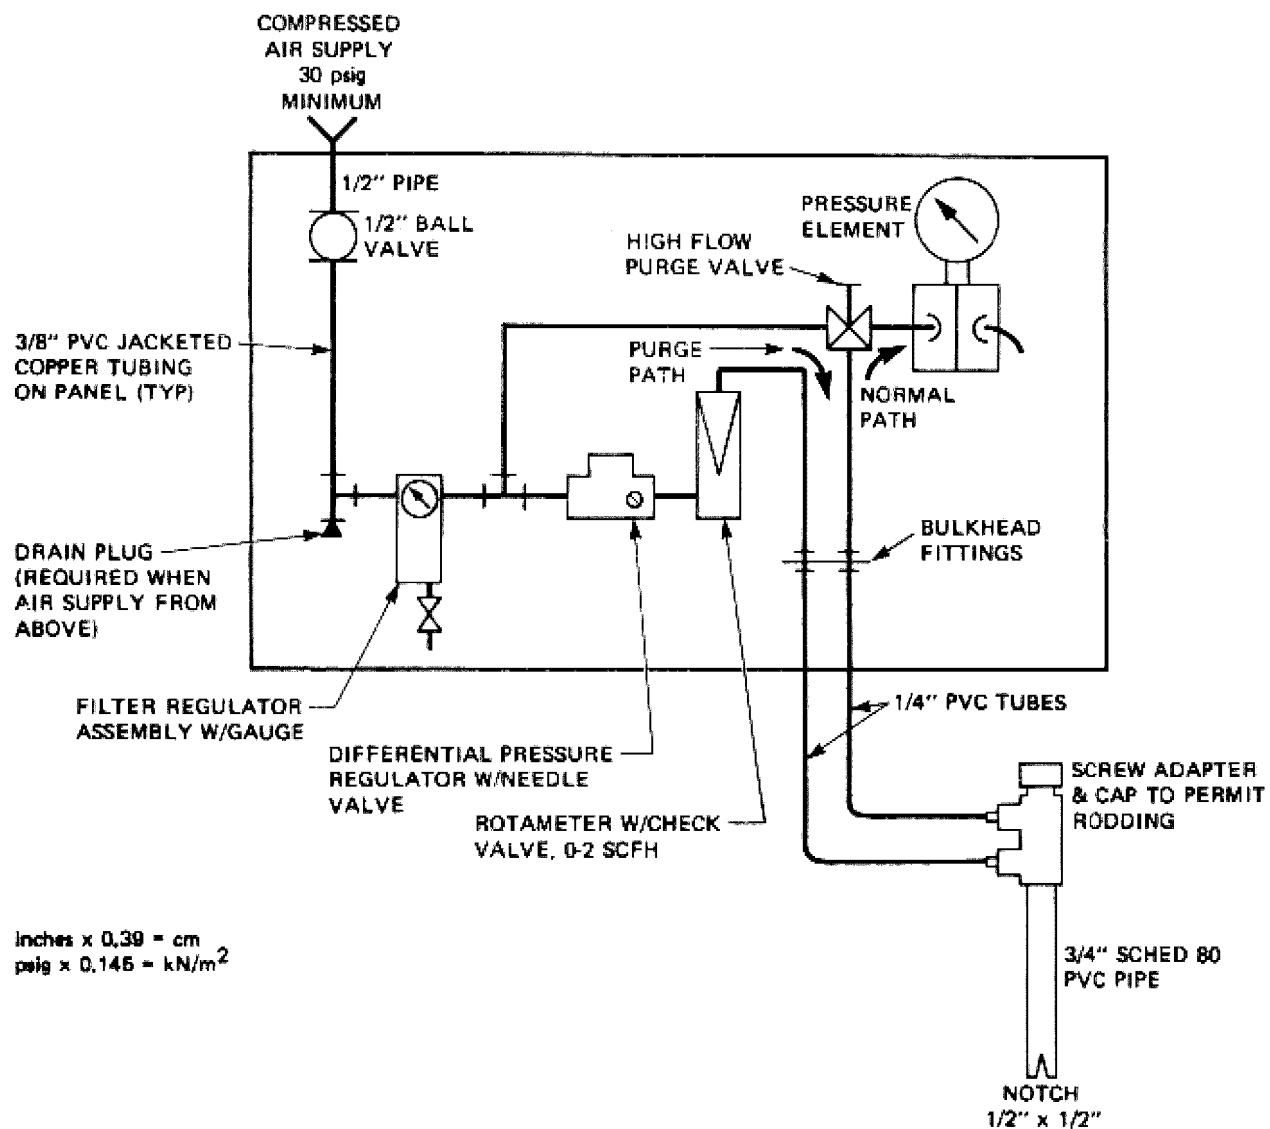 COMPRESSED
AIR SUPPLY
30 psig
MINIMUM
1/2" PIPE
1/2" BALL
VALVE
PRESSURE
ELEMENT
HIGH FLOW
PURGE VALVE
3/8" PVC JACKETED
COPPER TUBING
ON PANEL (TYP)
PURGE
PATH
NORMAL
PATH
DRAIN PLUG
(REQUIRED WHEN
AIR SUPPLY FROM
ABOVE)
BULKHEAD
FITTINGS
FILTER REGULATOR
ASSEMBLY W/GAUGE
1/4" PVC TUBES
DIFFERENTIAL PRESSURE
REGULATOR W/NEEDLE
VALVE
SCREW ADAPTER
& CAP TO PERMIT
RODDING
ROTAMETER W/CHECK
VALVE, 0-2 SCFH
inches x 0.39 = cm
psig x 0.145 = kN/m²
3/4" SCHED 80
PVC PIPE
NOTCH
1/2" x 1/2"